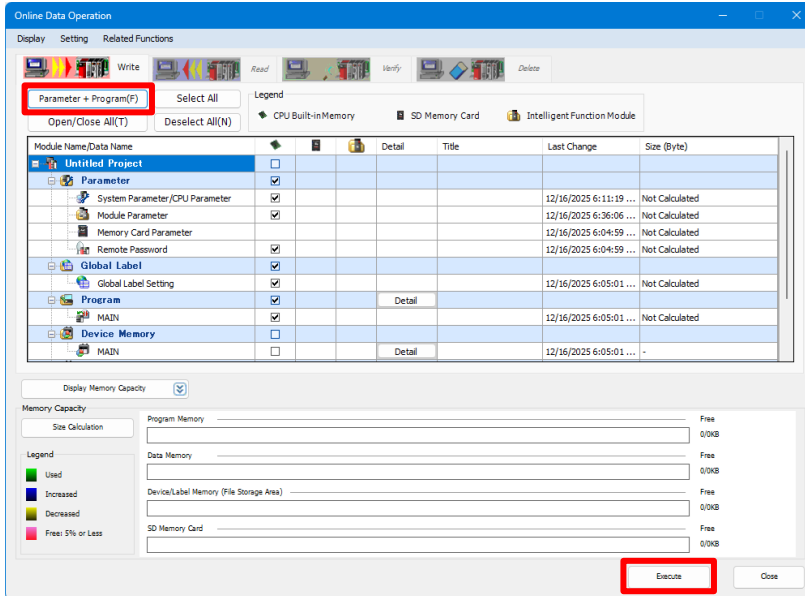 Online Data Operation
Display Setting Related Functions
Write Read Verify Delete
Parameter + Program(F) Select All Legend
CPU Built-in Memory SD Memory Card Intelligent Function Module
Open/Close All(T) Deselect All(N)
Module Name/Data Name Detail Title Last Change Size (Byte)
Untitled Project
Parameter
System Parameter/CPU Parameter 12/16/2025 6:11:19 ... Not Calculated
Module Parameter 12/16/2025 6:36:06 ... Not Calculated
Memory Card Parameter 12/16/2025 6:04:59 ... Not Calculated
Remote Password 12/16/2025 6:04:59 ... Not Calculated
Global Label
Global Label Setting 12/16/2025 6:05:01 ... Not Calculated
Program Detail
MAIN 12/16/2025 6:05:01 ... Not Calculated
Device Memory
MAIN Detail 12/16/2025 6:05:01 ... -
Display Memory Capacity
Memory Capacity
Size Calculation
Program Memory Free
0/0KB
Legend
Used
Increased
Decreased
Free: 5% or Less
Data Memory Free
0/0KB
Device/Label Memory (File Storage Area) Free
0/0KB
SD Memory Card Free
0/0KB
Execute Close